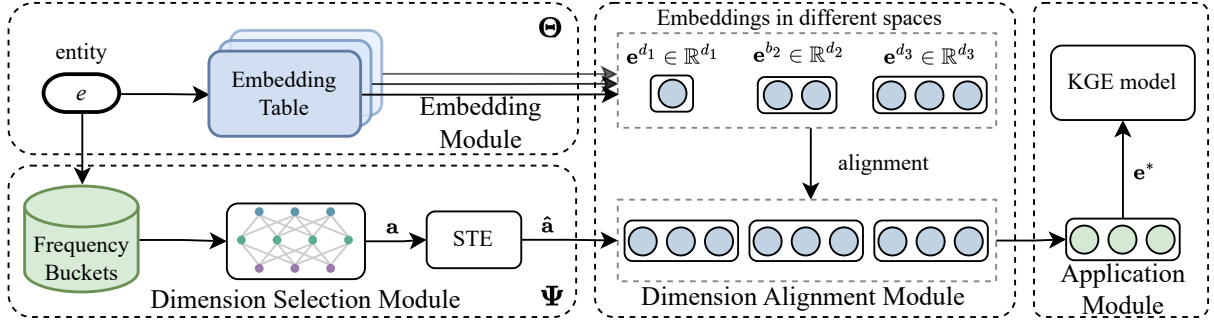 entity
e
Embedding
Table
Θ
Embedding
Module
Frequency
Buckets
a
STE
â
Dimension Selection Module
Ψ
Embeddings in different spaces
e^{d_1} ∈ ℝ^{d_1}
e^{b_2} ∈ ℝ^{d_2}
e^{d_3} ∈ ℝ^{d_3}
alignment
Dimension Alignment Module
KGE model
e*
Application
Module